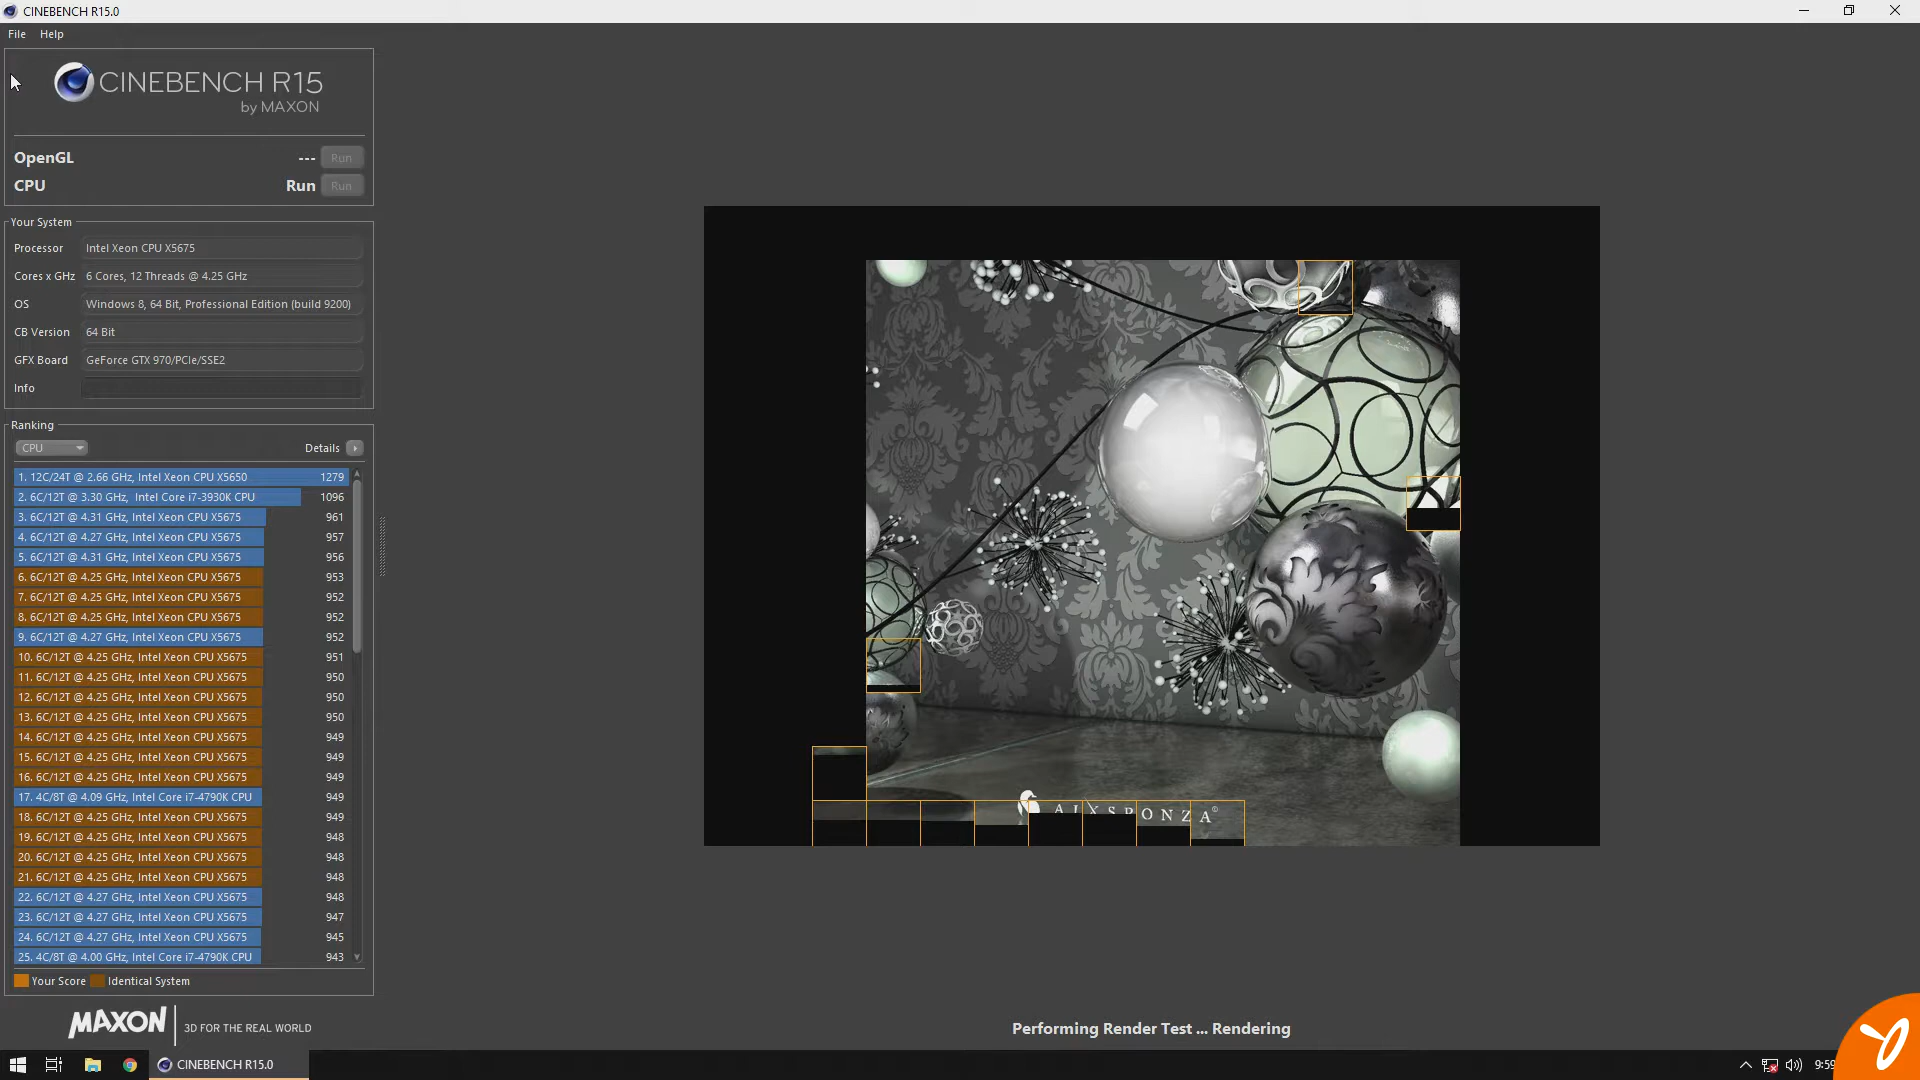 CINEBENCH R15.0
File Help
CINEBENCH R15
by MAXON
OpenGL --- Run
CPU Run Run
Your System
Processor Intel Xeon CPU X5675
Cores x GHz 6 Cores, 12 Threads @ 4.25 GHz
OS Windows 8, 64 Bit, Professional Edition (build 9200)
CB Version 64 Bit
GFX Board GeForce GTX 970/PCIe/SSE2
Info
Ranking
CPU Details
1. 12C/24T @ 2.66 GHz, Intel Xeon CPU X5650 1279
2. 6C/12T @ 3.30 GHz, Intel Core i7-3930K CPU 1096
3. 6C/12T @ 4.31 GHz, Intel Xeon CPU X5675 961
4. 6C/12T @ 4.27 GHz, Intel Xeon CPU X5675 957
5. 6C/12T @ 4.31 GHz, Intel Xeon CPU X5675 956
6. 6C/12T @ 4.25 GHz, Intel Xeon CPU X5675 953
7. 6C/12T @ 4.25 GHz, Intel Xeon CPU X5675 952
8. 6C/12T @ 4.25 GHz, Intel Xeon CPU X5675 952
9. 6C/12T @ 4.27 GHz, Intel Xeon CPU X5675 952
10. 6C/12T @ 4.25 GHz, Intel Xeon CPU X5675 951
11. 6C/12T @ 4.25 GHz, Intel Xeon CPU X5675 950
12. 6C/12T @ 4.25 GHz, Intel Xeon CPU X5675 950
13. 6C/12T @ 4.25 GHz, Intel Xeon CPU X5675 950
14. 6C/12T @ 4.25 GHz, Intel Xeon CPU X5675 949
15. 6C/12T @ 4.25 GHz, Intel Xeon CPU X5675 949
16. 6C/12T @ 4.25 GHz, Intel Xeon CPU X5675 949
17. 4C/8T @ 4.09 GHz, Intel Core i7-4790K CPU 949
18. 6C/12T @ 4.25 GHz, Intel Xeon CPU X5675 949
19. 6C/12T @ 4.25 GHz, Intel Xeon CPU X5675 948
20. 6C/12T @ 4.25 GHz, Intel Xeon CPU X5675 948
21. 6C/12T @ 4.25 GHz, Intel Xeon CPU X5675 948
22. 6C/12T @ 4.27 GHz, Intel Xeon CPU X5675 948
23. 6C/12T @ 4.27 GHz, Intel Xeon CPU X5675 947
24. 6C/12T @ 4.27 GHz, Intel Xeon CPU X5675 945
25. 4C/8T @ 4.00 GHz, Intel Core i7-4790K CPU 943
Your Score Identical System
MAXON 3D FOR THE REAL WORLD
Performing Render Test ... Rendering
CINEBENCH R15.0